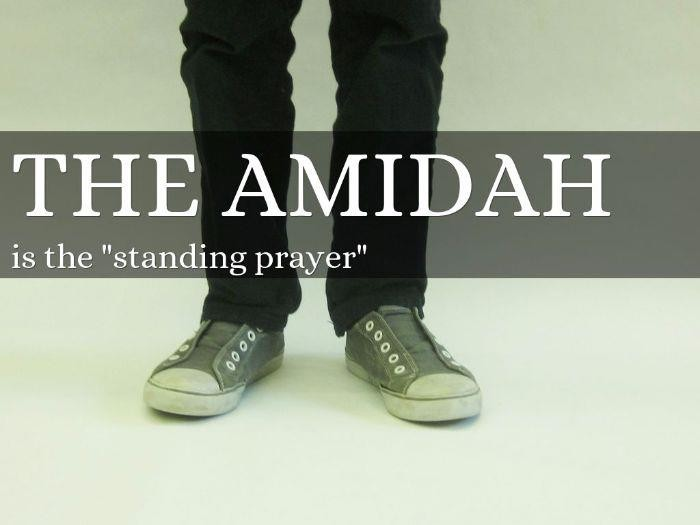 THE AMIDAH
is the "standing prayer"